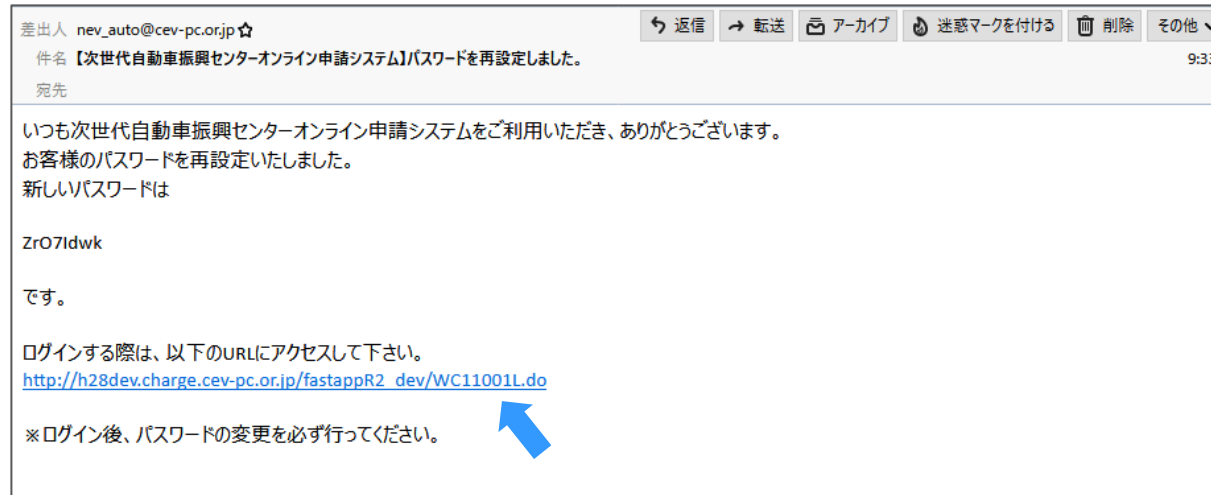 差出人 nev_auto@cev-pc.or.jp 返信 転送 アーカイブ 迷惑マークを付ける 削除 その他
件名 【次世代自動車振興センターオンライン申請システム】パスワードを再設定しました。 9:33
宛先
いつも次世代自動車振興センターオンライン申請システムをご利用いただき、ありがとうございます。
お客様のパスワードを再設定いたしました。
新しいパスワードは
ZrO7Idwk
です。
ログインする際は、以下のURLにアクセスして下さい。
http://h28dev.charge.cev-pc.or.jp/fastappR2_dev/WC11001L.do
※ログイン後、パスワードの変更を必ず行ってください。